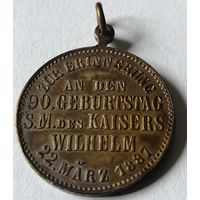 ZUR ERINNERUNG
AN DEN
90. GEBURTSTAG
S.M. DES KAISERS
WILHELM
22 MÄRZ 1887